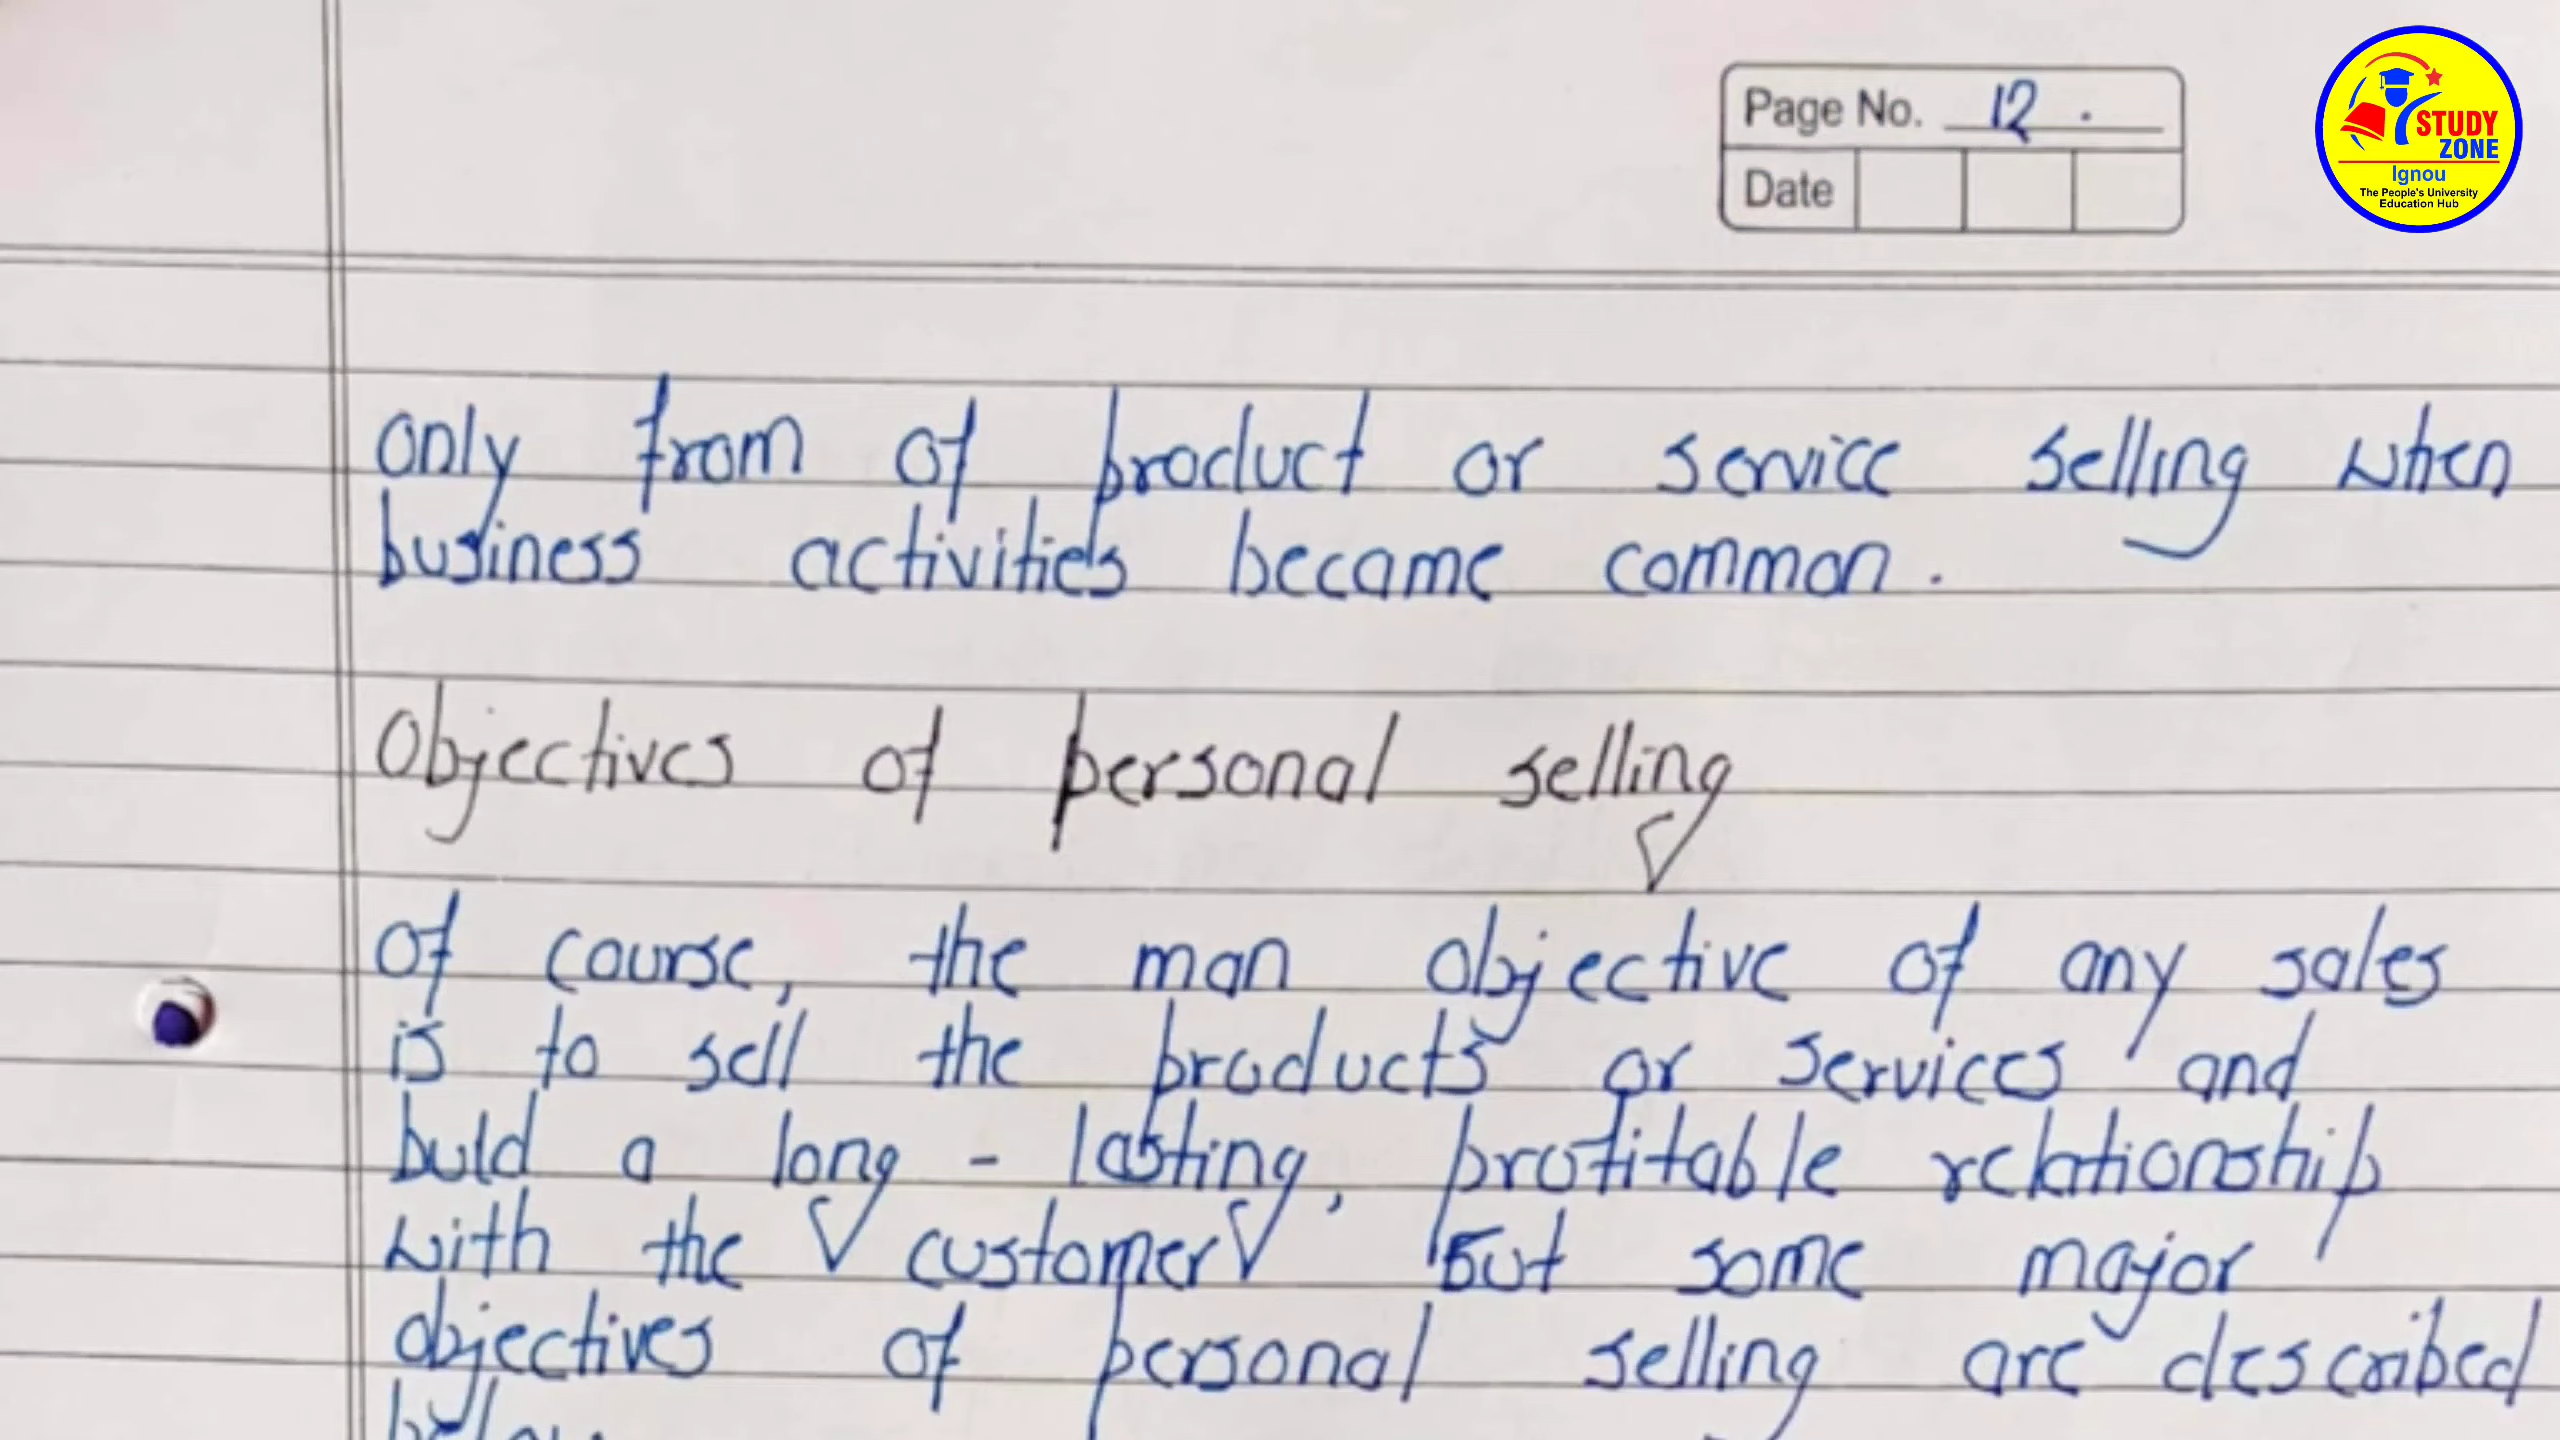 Page No. 12.
Date
STUDY
ZONE
Ignou
The People's University
Education Hub
only from of product or service selling when
business activities became common.
Objectives of personal selling
Of course, the man objective of any sales
is to sell the products or services and
buld a long - lasting, profitable relationship
with the customer But some major
objectives of personal selling are described